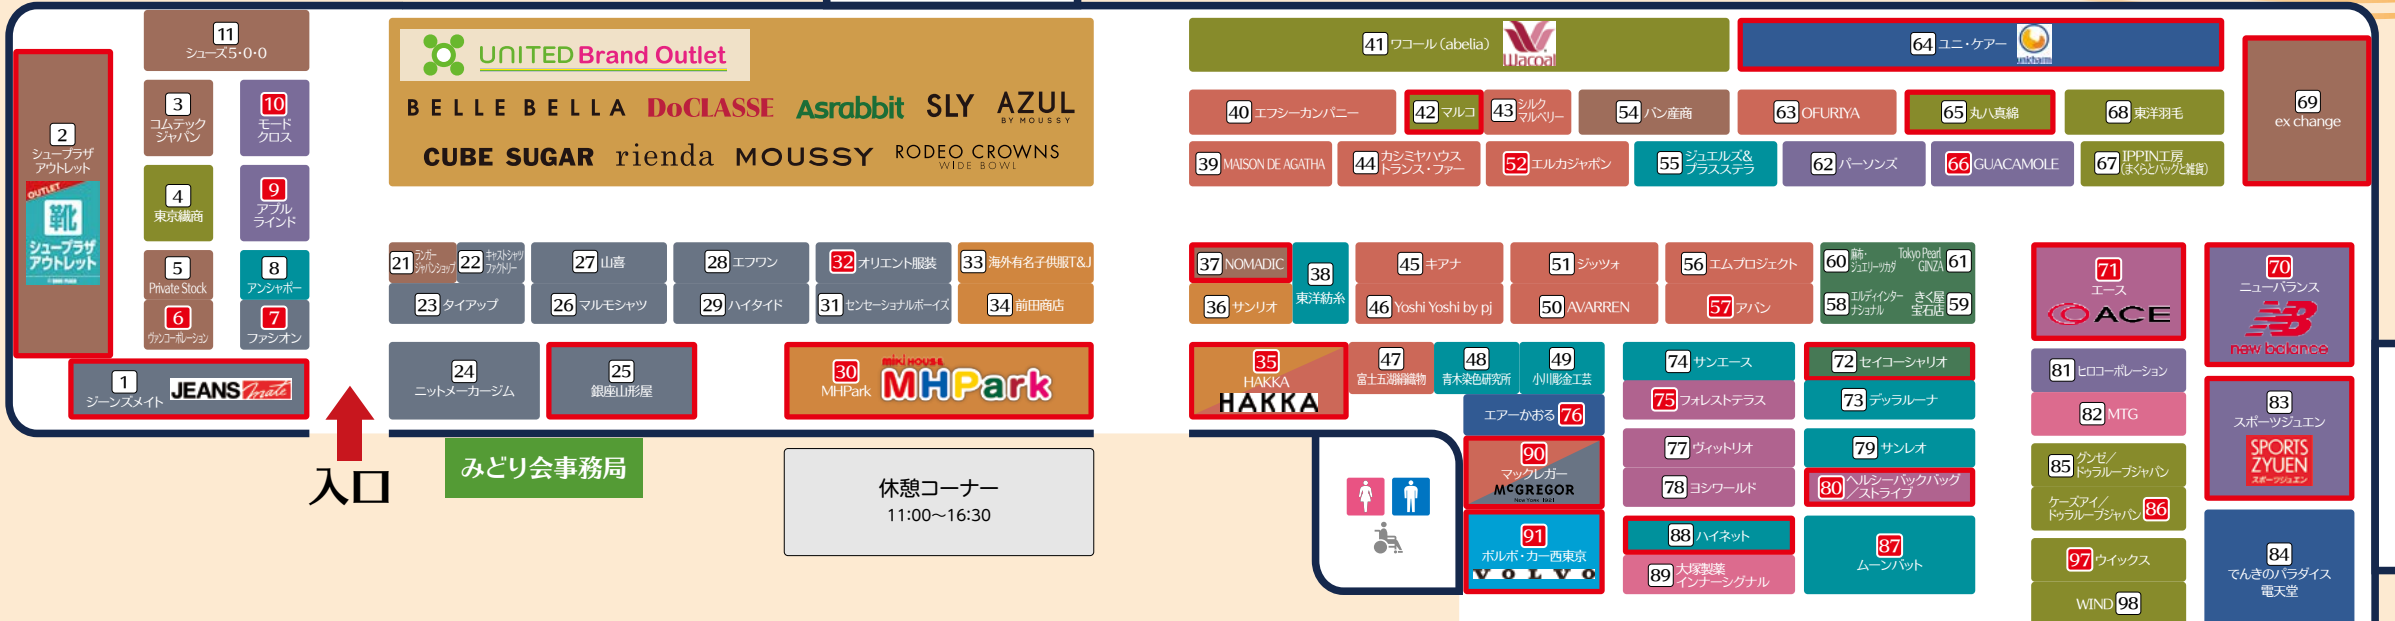 11
シューズ5・0・0
2
シュープラザ
アウトレット
OUTLET
靴
シュープラザ
アウトレット
3
コムテック
ジャパン
10
モード
クロス
4
東京繊商
9
アブル
ラインド
5
Private Stock
8
アンシャポー
6
ヴァンコーポレーション
7
ファシオン
1
ジーンズメイト
JEANS mate
入口
UNITED Brand Outlet
BELLE BELLA DoCLASSE Asrabbit SLY AZUL
BY MOUSSY
CUBE SUGAR rienda MOUSSY RODEO CROWNS
WIDE BOWL
21 ランガー
ジャパンショップ
22 キャストシャツ
ファクトリー
27 山喜
28 エフワン
32 オリエント服装
33 海外有名子供服T&J
23 タイアップ
26 マルモシャツ
29 ハイタイド
31 センセーショナルボーイズ
34 前田商店
24
ニットメーカージム
25
銀座山形屋
30
MHPark
miki HOUSE
MHPark
みどり会事務局
休憩コーナー
11:00～16:30
41 ワコール（abelia）
Wacoal
64 ユニ・ケアー
unicharm
40 エフシーカンパニー
42 マルコ
43 シルク
マルベリー
54 パン産商
63 OFURIYA
65 丸八真綿
68 東洋羽毛
69
ex change
39 MAISON DE AGATHA
44 カシミヤハウス
トランス・ファー
52 エルカジャポン
55 ジュエルズ&
プラスステラ
62 パーソンズ
66 GUACAMOLE
67 IPPIN工房
（まくらとバッグと雑貨）
37 NOMADIC
38
東洋紡糸
45 キアナ
51 ジッツォ
56 エムプロジェクト
60 麻布・
ジュエリーツカダ
Tokyo Pearl
GINZA 61
36 サンリオ
46 Yoshi Yoshi by pj
50 AVARREN
57 アバン
58 エルディインター
ナショナル
きく屋
宝石店 59
71
エース
ACE
70
ニューバランス
new balance
35
HAKKA
HAKKA
47
富士五湖絹織物
48
青木染色研究所
49
小川彫金工芸
74 サンエース
72 セイコーシャリオ
81 ヒロコーポレーション
エアーかおる 76
75 フォレストテラス
73 デッラルーナ
82 MTG
83
スポーツジュエン
SPORTS
ZYUEN
スポーツジュエン
90
マックレガー
McGREGOR
New York 1921
77 ヴィットリオ
79 サンレオ
85 グンゼ／
ドゥラループジャパン
78 ヨシワールド
80 ヘルシーバックバッグ
／ストライプ
ケーズアイ／
ドゥラループジャパン 86
91
ボルボ・カー西東京
VOLVO
88 ハイネット
87
ムーンバット
89 大塚製薬
インナーシグナル
97 ウイックス
84
でんきのパラダイス
電天堂
WIND 98